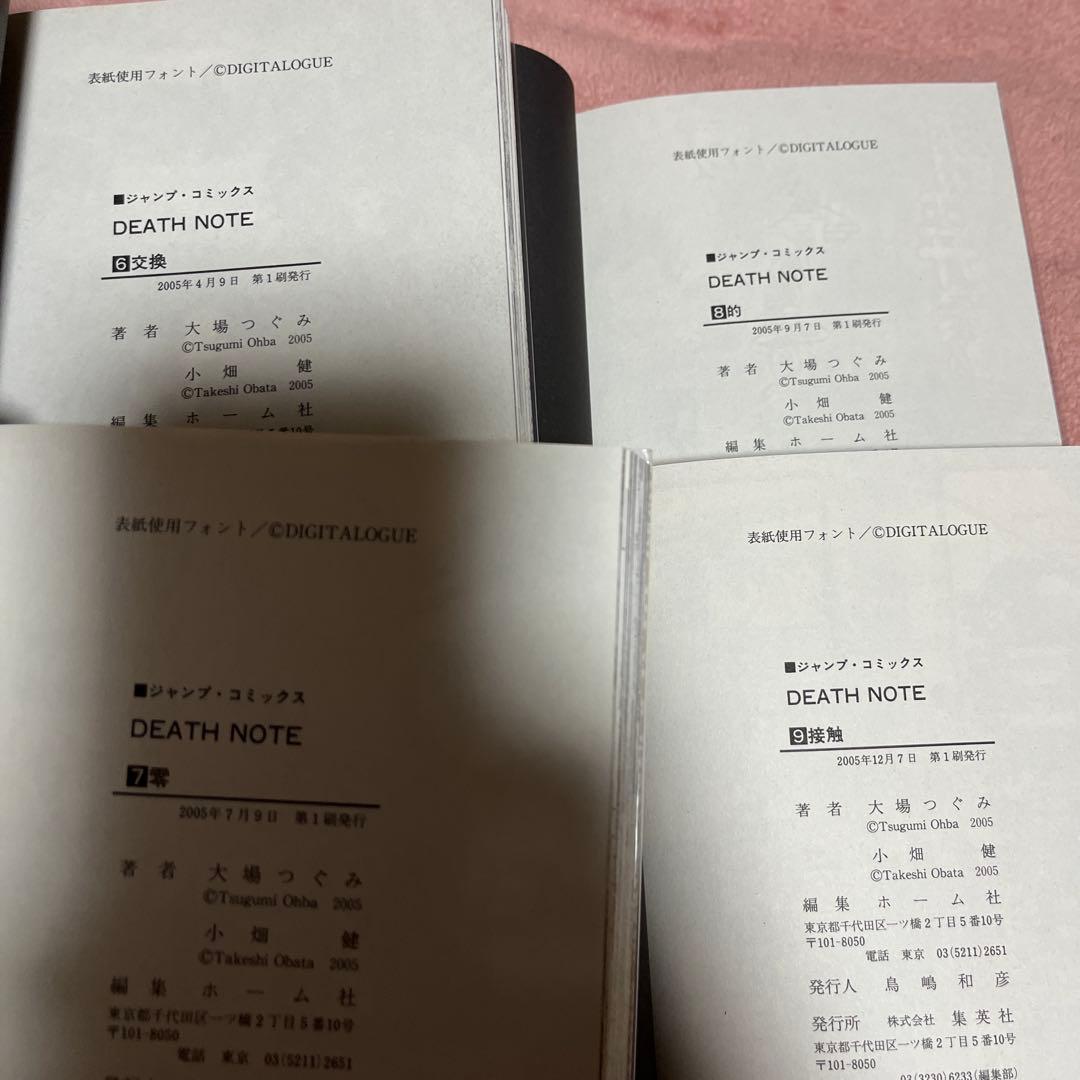 表紙使用フォント／©DIGITALOGUE
■ジャンプ・コミックス
DEATH NOTE
6交換
2005年4月9日 第1刷発行
著者 大場つぐみ
©Tsugumi Ohba 2005
小畑 健
©Takeshi Obata 2005
編集 ホーム社
表紙使用フォント／©DIGITALOGUE
■ジャンプ・コミックス
DEATH NOTE
8的
2005年9月7日 第1刷発行
著者 大場つぐみ
©Tsugumi Ohba 2005
小畑 健
©Takeshi Obata 2005
編集 ホーム社
表紙使用フォント／©DIGITALOGUE
■ジャンプ・コミックス
DEATH NOTE
7零
2005年7月9日 第1刷発行
著者 大場つぐみ
©Tsugumi Ohba 2005
小畑 健
©Takeshi Obata 2005
編集 ホーム社
東京都千代田区一ツ橋2丁目5番10号
〒101-8050
電話 東京 03(5211)2651
表紙使用フォント／©DIGITALOGUE
■ジャンプ・コミックス
DEATH NOTE
9接触
2005年12月7日 第1刷発行
著者 大場つぐみ
©Tsugumi Ohba 2005
小畑 健
©Takeshi Obata 2005
編集 ホーム社
東京都千代田区一ツ橋2丁目5番10号
〒101-8050
電話 東京 03(5211)2651
発行人 鳥嶋和彦
発行所 株式会社 集英社
東京都千代田区一ツ橋2丁目5番10号
〒101-8050
03(3230)6233(編集部)